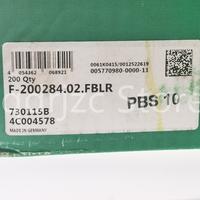 0061K0415/0012522619
4 054362 068921
005770980-0000-11
200 Qty
F-200284.02.FBLR
PBS 10
730115B
4C004578
MADE IN GERMANY